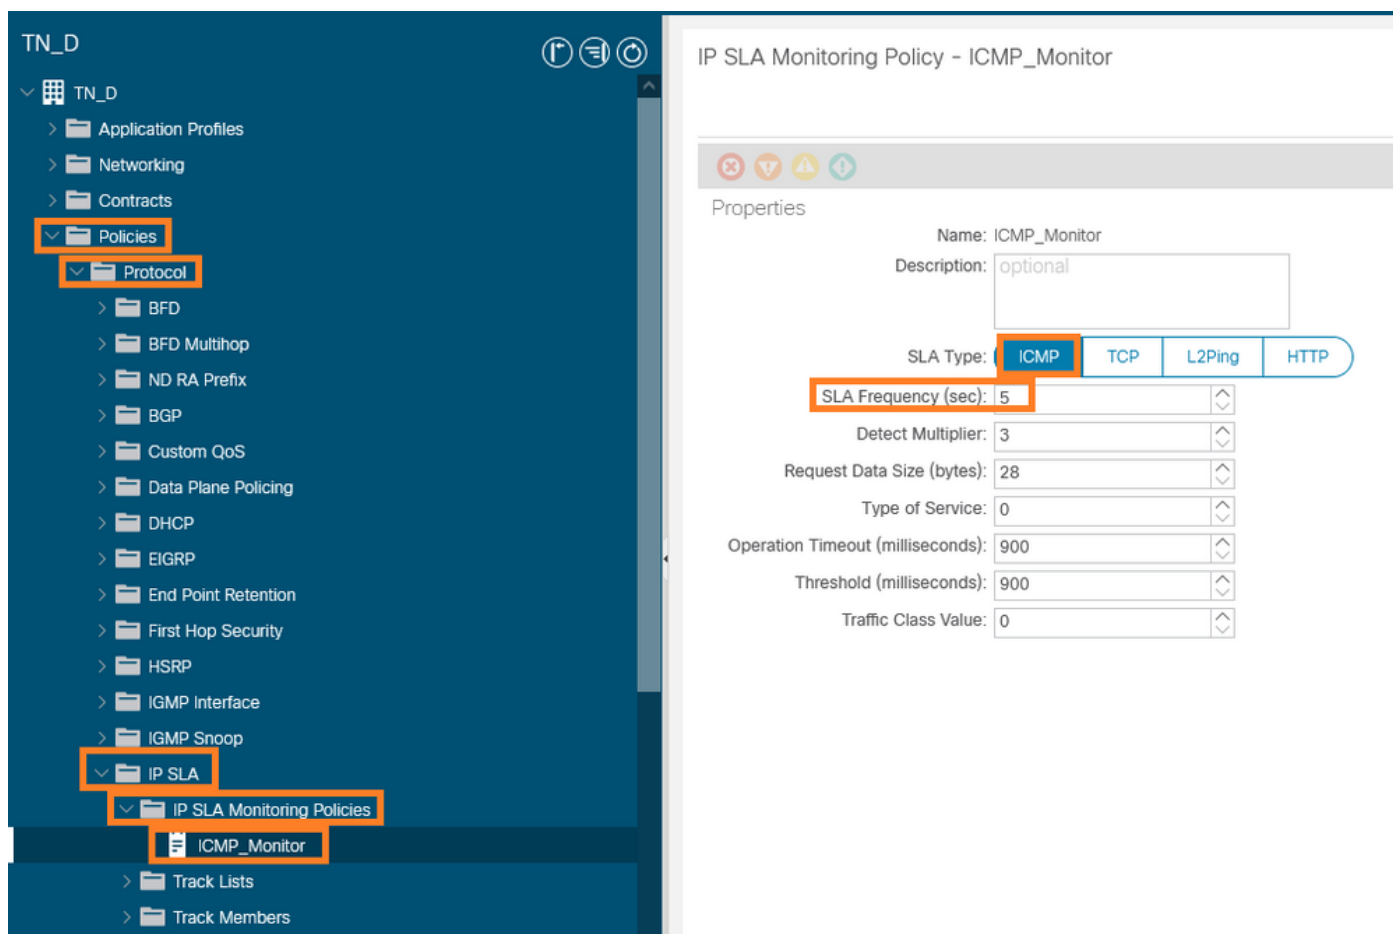 TN_D
TN_D
Application Profiles
Networking
Contracts
Policies
Protocol
BFD
BFD Multihop
ND RA Prefix
BGP
Custom QoS
Data Plane Policing
DHCP
EIGRP
End Point Retention
First Hop Security
HSRP
IGMP Interface
IGMP Snoop
IP SLA
IP SLA Monitoring Policies
ICMP_Monitor
Track Lists
Track Members
IP SLA Monitoring Policy - ICMP_Monitor
Properties
Name: ICMP_Monitor
Description: optional
SLA Type: ICMP TCP L2Ping HTTP
SLA Frequency (sec): 5
Detect Multiplier: 3
Request Data Size (bytes): 28
Type of Service: 0
Operation Timeout (milliseconds): 900
Threshold (milliseconds): 900
Traffic Class Value: 0